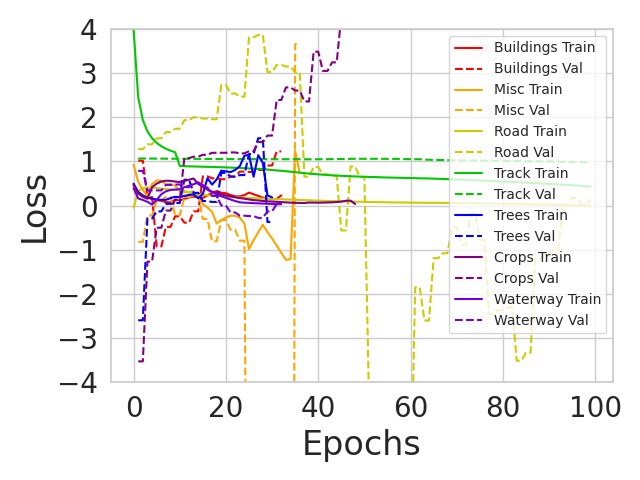 Loss
4
3
2
1
0
−1
−2
−3
−4
0 20 40 60 80 100
Epochs
Buildings Train
Buildings Val
Misc Train
Misc Val
Road Train
Road Val
Track Train
Track Val
Trees Train
Trees Val
Crops Train
Crops Val
Waterway Train
Waterway Val